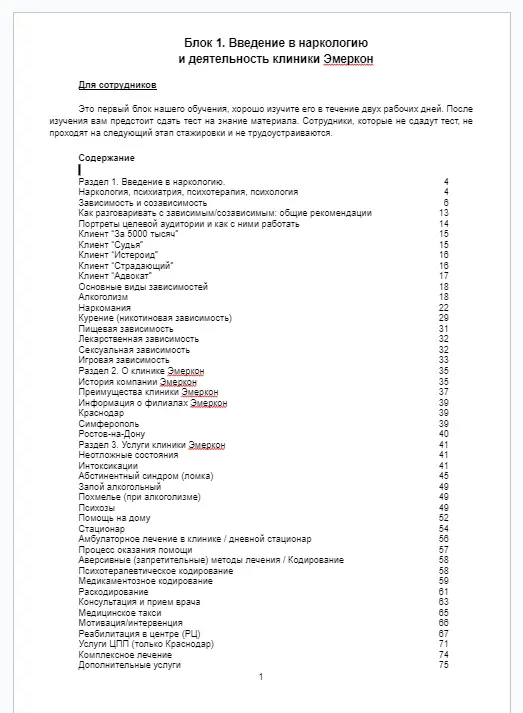 Блок 1. Введение в наркологию
и деятельность клиники Эмеркон
Для сотрудников
Это первый блок нашего обучения, хорошо изучите его в течение двух рабочих дней. После
изучения вам предстоит сдать тест на знание материала. Сотрудники, которые не сдадут тест, не
проходят на следующий этап стажировки и не трудоустраиваются.
Содержание
Раздел 1. Введение в наркологию. 4
Наркология, психиатрия, психотерапия, психология 4
Зависимость и созависимость 6
Как разговаривать с зависимым/созависимым: общие рекомендации 13
Портреты целевой аудитории и как с ними работать 14
Клиент "За 5000 тысяч" 15
Клиент "Судья" 15
Клиент "Истероид" 16
Клиент "Страдающий" 16
Клиент "Адвокат" 17
Основные виды зависимостей 18
Алкоголизм 18
Наркомания 22
Курение (никотиновая зависимость) 29
Пищевая зависимость 31
Лекарственная зависимость 32
Сексуальная зависимость 32
Игровая зависимость 33
Раздел 2. О клинике Эмеркон 35
История компании Эмеркон 35
Преимущества клиники Эмеркон 37
Информация о филиалах Эмеркон 39
Краснодар 39
Симферополь 39
Ростов-на-Дону 40
Раздел 3. Услуги клиники Эмеркон 41
Неотложные состояния 41
Интоксикации 41
Абстинентный синдром (ломка) 45
Запой алкогольный 49
Похмелье (при алкоголизме) 49
Психозы 49
Помощь на дому 52
Стационар 54
Амбулаторное лечение в клинике / дневной стационар 56
Процесс оказания помощи 57
Аверсивные (запретительные) методы лечения / Кодирование 58
Психотерапевтическое кодирование 58
Медикаментозное кодирование 59
Раскодирование 61
Консультация и прием врача 63
Медицинское такси 65
Мотивация/интервенция 66
Реабилитация в центре (РЦ) 67
Услуги ЦПП (только Краснодар) 71
Комплексное лечение 74
Дополнительные услуги 75
1